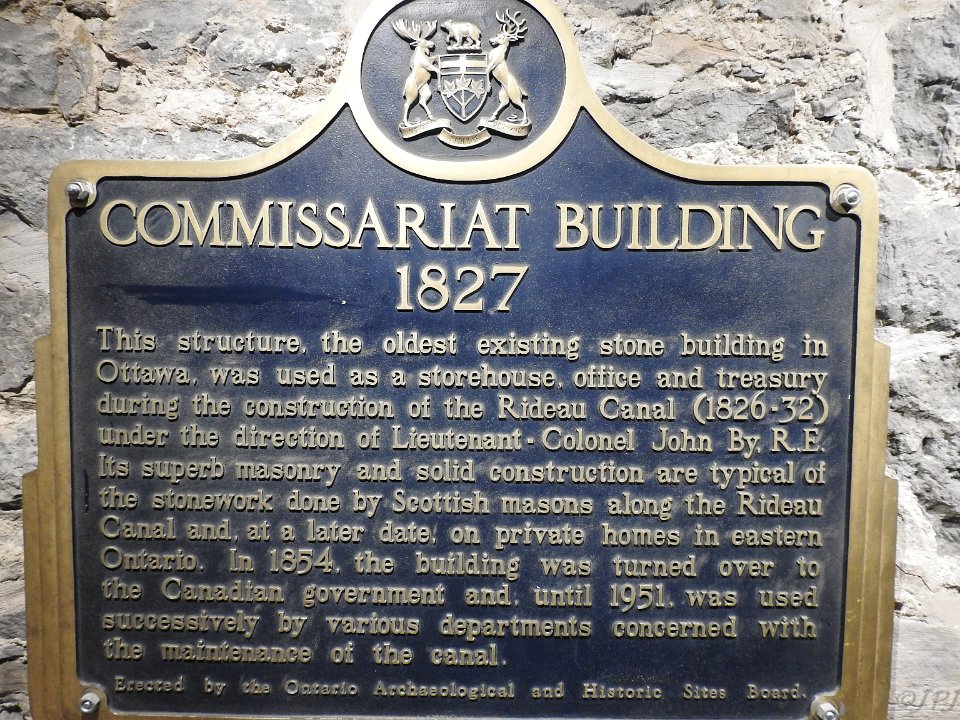 COMMISSARIAT BUILDING
1827
This structure, the oldest existing stone building in
Ottawa, was used as a storehouse, office and treasury
during the construction of the Rideau Canal (1826-32)
under the direction of Lieutenant-Colonel John By, R.E.
Its superb masonry and solid construction are typical of
the stonework done by Scottish masons along the Rideau
Canal and, at a later date, on private homes in eastern
Ontario. In 1854, the building was turned over to
the Canadian government and, until 1951, was used
successively by various departments concerned with
the maintenance of the canal.
Erected by the Ontario Archaeological and Historic Sites Board.